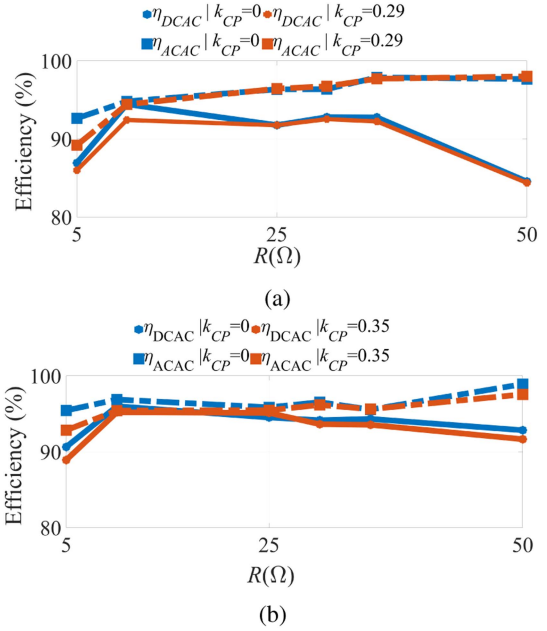 η_DCAC | k_CP=0 η_DCAC | k_CP=0.29
η_ACAC | k_CP=0 η_ACAC | k_CP=0.29
100
90
80
Efficiency (%)
5 25 50
R(Ω)
(a)
η_DCAC |k_CP=0 η_DCAC |k_CP=0.35
η_ACAC |k_CP=0 η_ACAC |k_CP=0.35
100
90
80
Efficiency (%)
5 25 50
R(Ω)
(b)